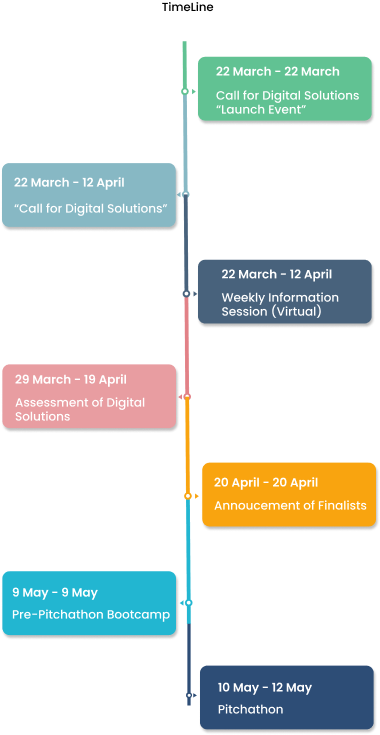 TimeLine
22 March - 22 March
Call for Digital Solutions
“Launch Event”
22 March - 12 April
“Call for Digital Solutions”
22 March - 12 April
Weekly Information
Session (Virtual)
29 March - 19 April
Assessment of Digital
Solutions
20 April - 20 April
Annoucement of Finalists
9 May - 9 May
Pre-Pitchathon Bootcamp
10 May - 12 May
Pitchathon